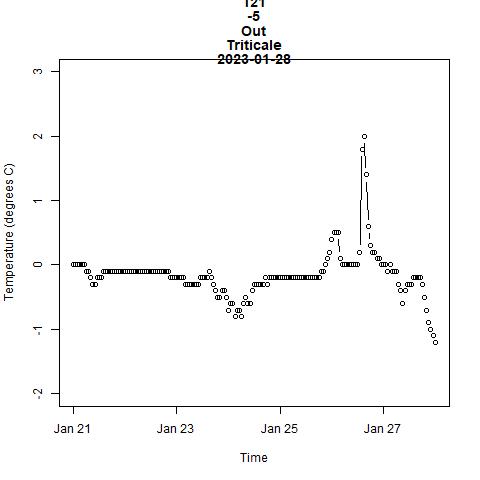 121
-5
Out
Triticale
2023-01-28
3
2
1
0
-1
-2
Temperature (degrees C)
Jan 21
Jan 23
Jan 25
Jan 27
Time